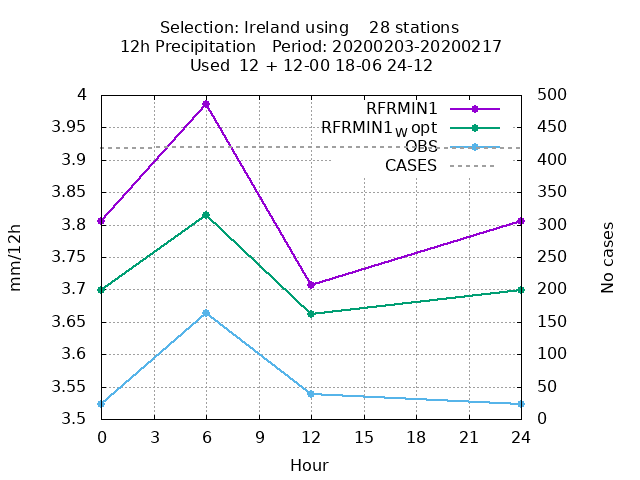 Selection: Ireland using    28 stations
12h Precipitation   Period: 20200203-20200217
Used  12 + 12-00 18-06 24-12
4
3.95
3.9
3.85
3.8
3.75
3.7
3.65
3.6
3.55
3.5
500
450
400
350
300
250
200
150
100
50
0
RFRMIN1
RFRMIN1w opt
OBS
CASES
mm/12h
No cases
0 3 6 9 12 15 18 21 24
Hour